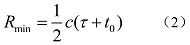 R_min = 1/2 c(τ + t_0) (2)